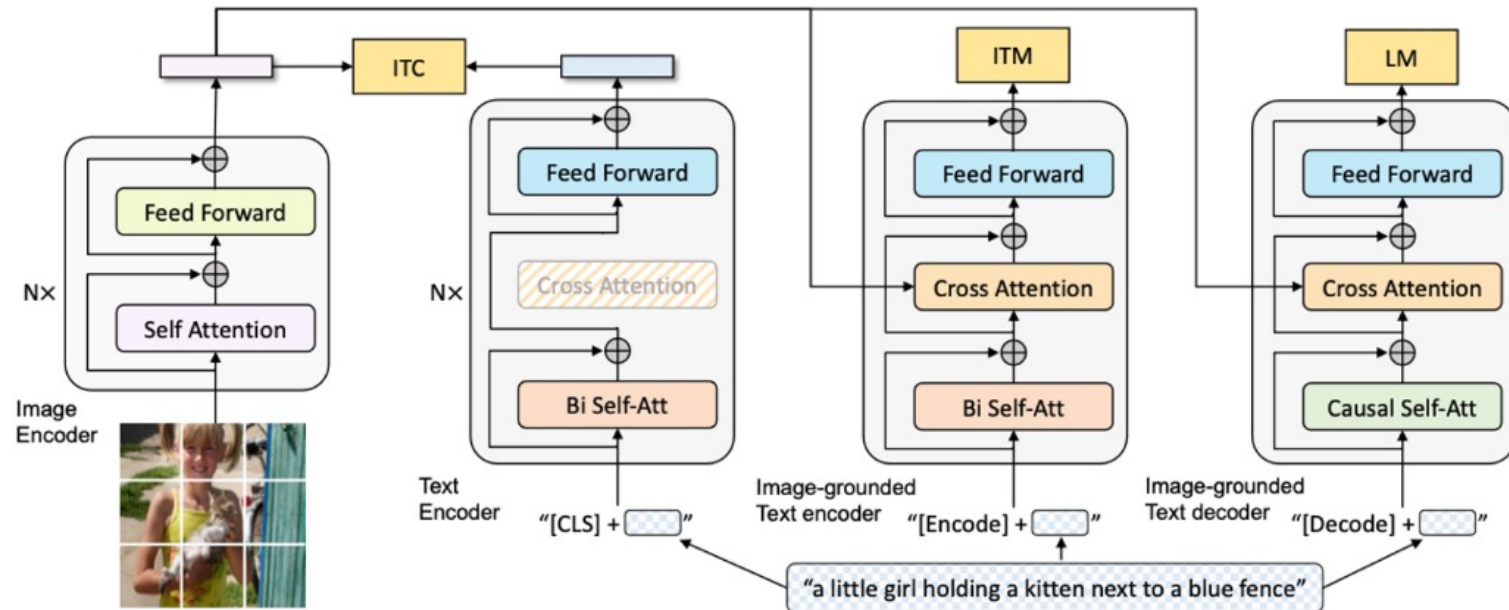 ITC
ITM
LM
Feed Forward
Self Attention
N×
Image
Encoder
Feed Forward
Cross Attention
Bi Self-Att
N×
Text
Encoder
“[CLS] + ”
Feed Forward
Cross Attention
Bi Self-Att
Image-grounded
Text encoder
“[Encode] + ”
Feed Forward
Cross Attention
Causal Self-Att
Image-grounded
Text decoder
“[Decode] + ”
“a little girl holding a kitten next to a blue fence”